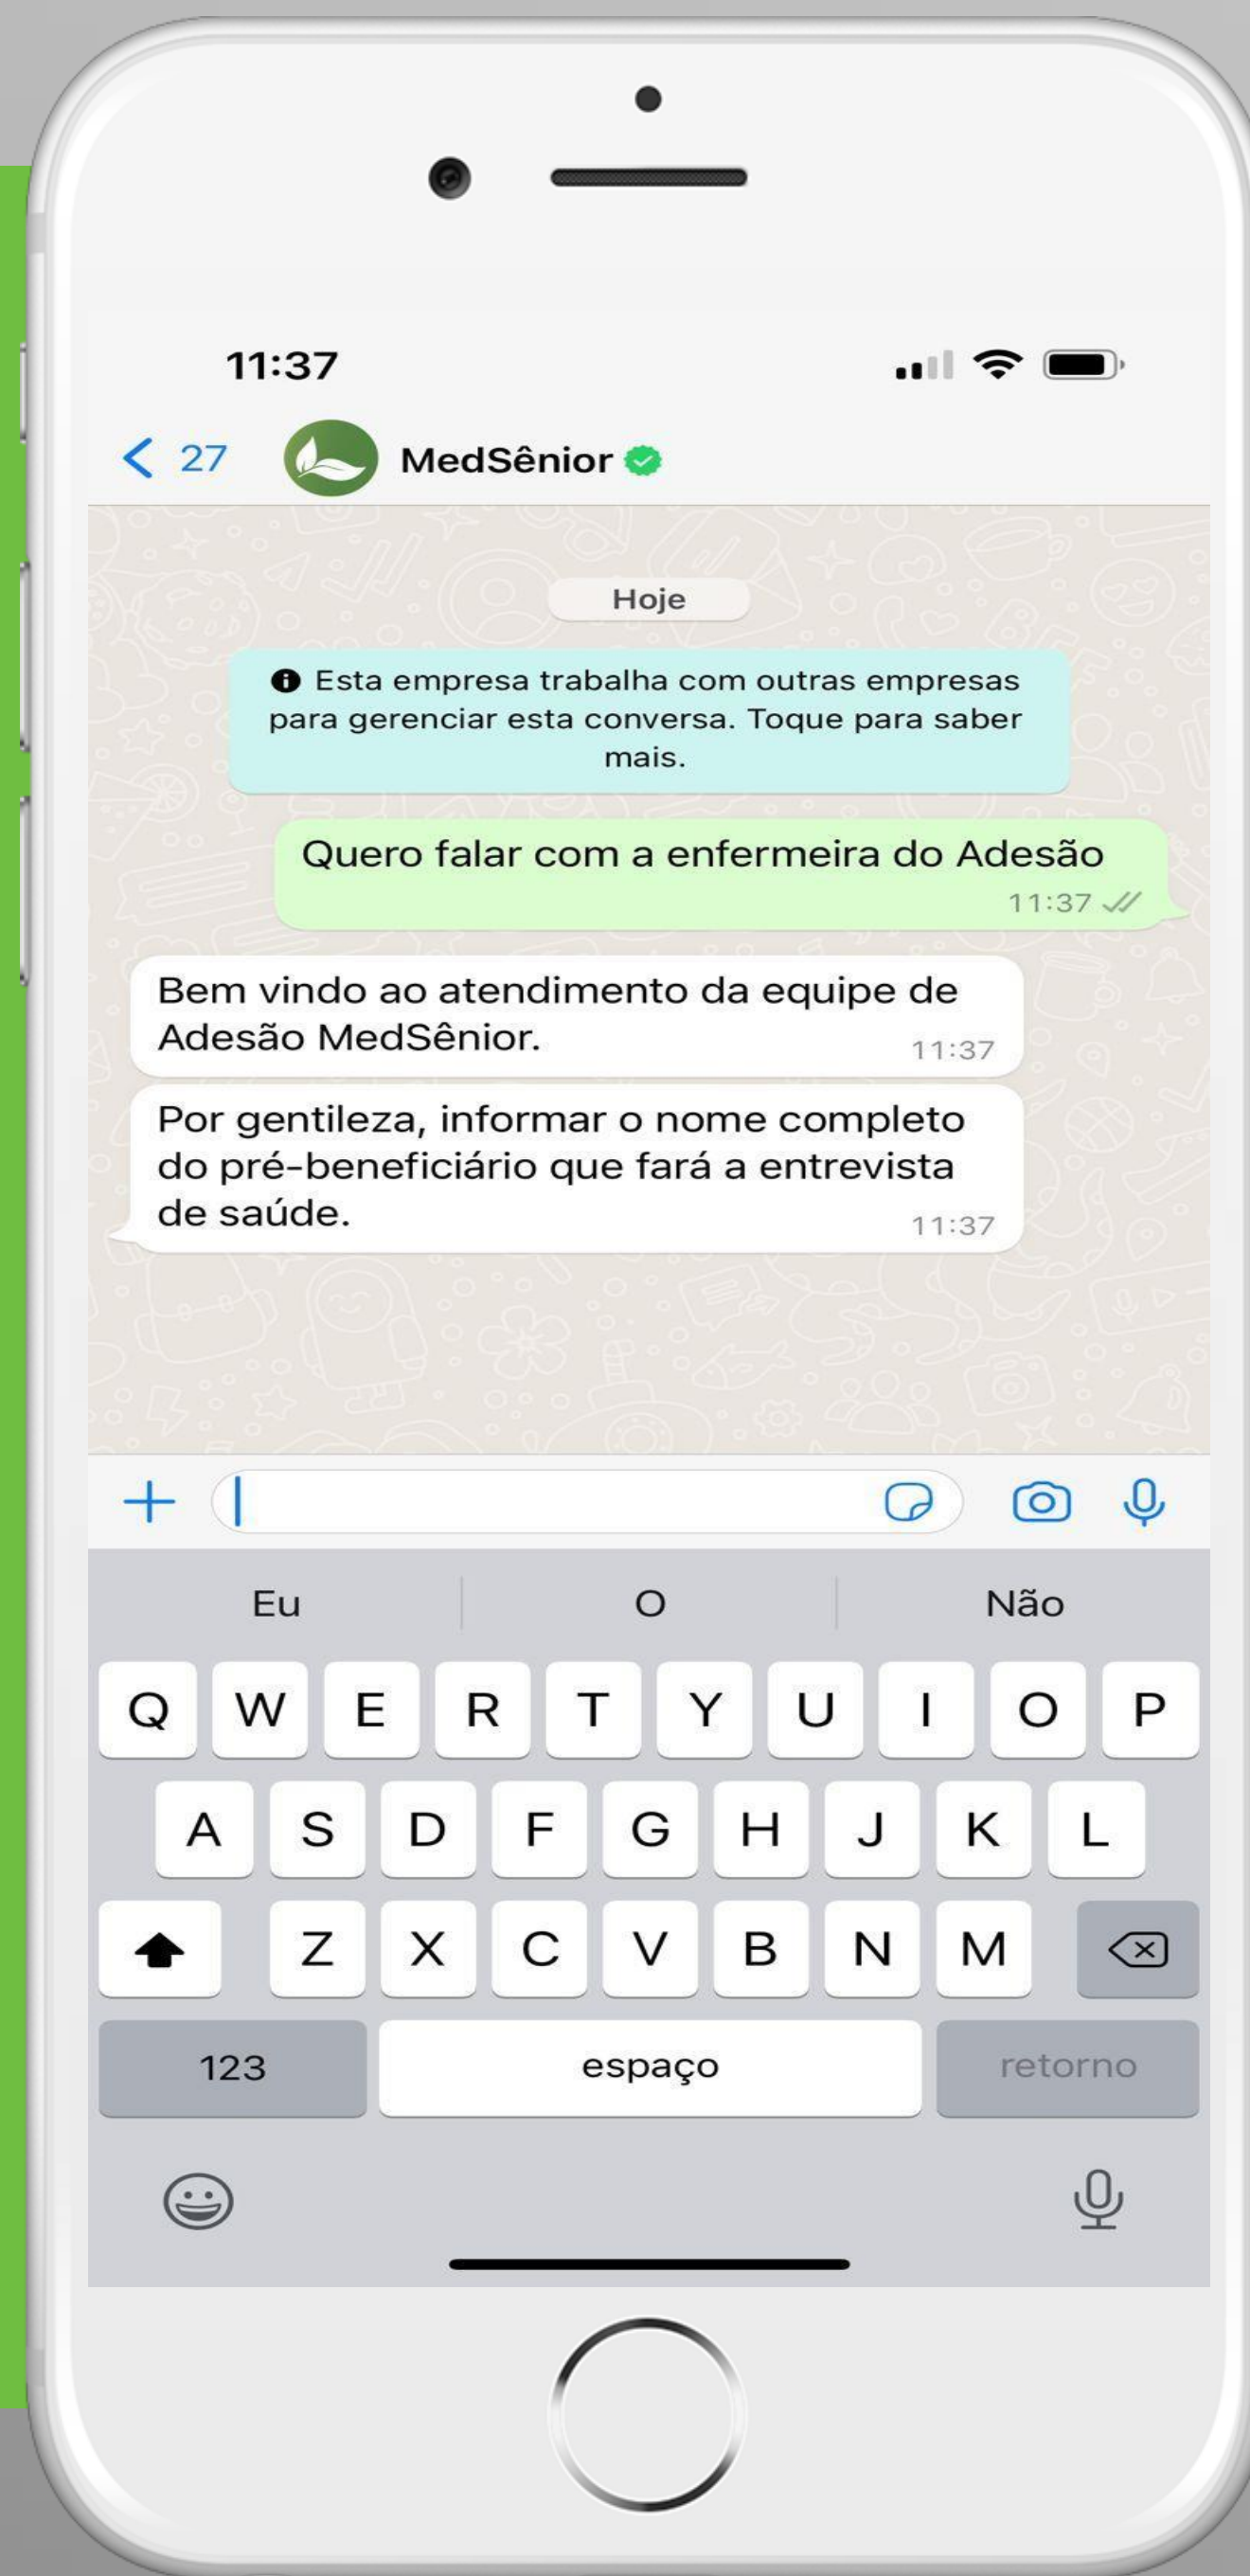 11:37
27 MedSênior
Hoje
Esta empresa trabalha com outras empresas
para gerenciar esta conversa. Toque para saber
mais.
Quero falar com a enfermeira do Adesão
11:37
Bem vindo ao atendimento da equipe de
Adesão MedSênior.
11:37
Por gentileza, informar o nome completo
do pré-beneficiário que fará a entrevista
de saúde.
11:37
Eu O Não
Q W E R T Y U I O P
A S D F G H J K L
Z X C V B N M
123 espaço retorno